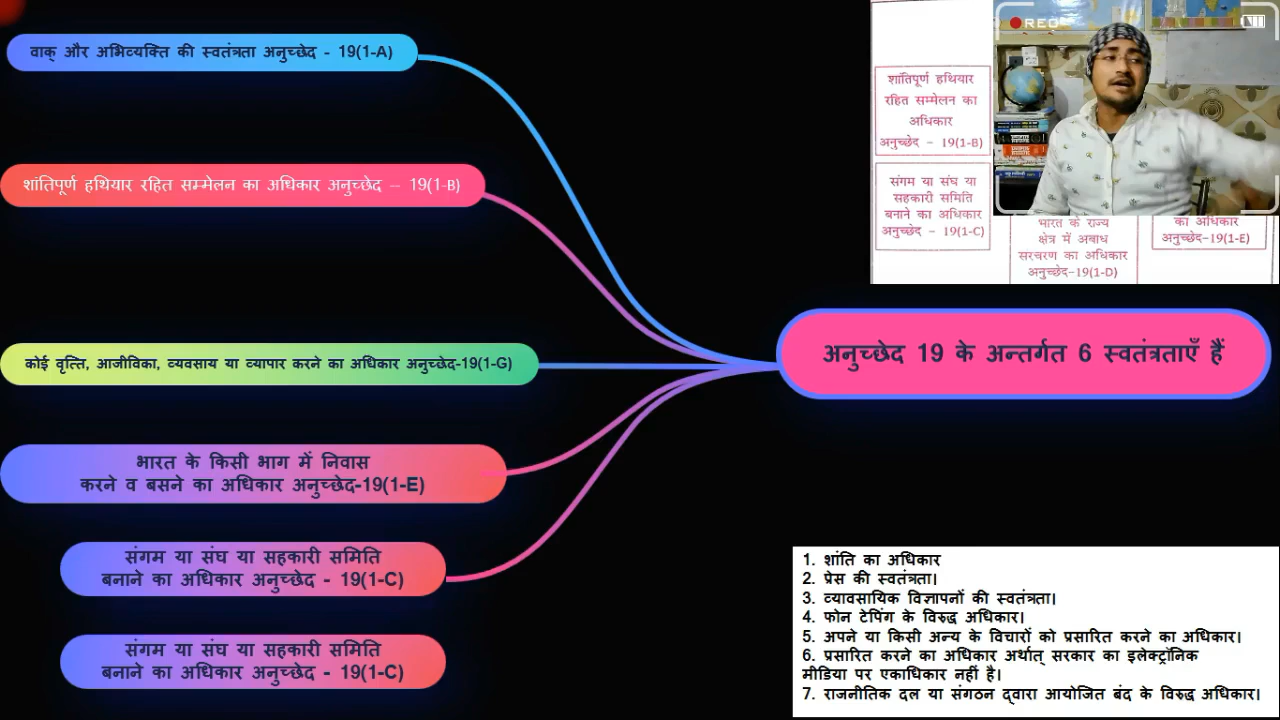 वाक् और अभिव्यक्ति की स्वतंत्रता अनुच्छेद - 19(1-A)
शांतिपूर्ण हथियार रहित सम्मेलन का अधिकार अनुच्छेद – 19(1-B)
कोई वृत्ति, आजीविका, व्यवसाय या व्यापार करने का अधिकार अनुच्छेद-19(1-G)
भारत के किसी भाग में निवास
करने व बसने का अधिकार अनुच्छेद-19(1-E)
संगम या संघ या सहकारी समिति
बनाने का अधिकार अनुच्छेद - 19(1-C)
संगम या संघ या सहकारी समिति
बनाने का अधिकार अनुच्छेद - 19(1-C)
REC
शांतिपूर्ण हथियार
रहित सम्मेलन का
अधिकार
अनुच्छेद – 19(1-B)
संगम या संघ या
सहकारी समिति
बनाने का अधिकार
अनुच्छेद – 19(1-C)
भारत के राज्य
क्षेत्र में अबाध
सरचरण का अधिकार
अनुच्छेद–19(1-D)
का अधिकार
अनुच्छेद–19(1-E)
अनुच्छेद 19 के अन्तर्गत 6 स्वतंत्रताएँ हैं
1. शांति का अधिकार
2. प्रेस की स्वतंत्रता।
3. व्यावसायिक विज्ञापनों की स्वतंत्रता।
4. फोन टेपिंग के विरुद्ध अधिकार।
5. अपने या किसी अन्य के विचारों को प्रसारित करने का अधिकार।
6. प्रसारित करने का अधिकार अर्थात् सरकार का इलेक्ट्रॉनिक
मीडिया पर एकाधिकार नहीं है।
7. राजनीतिक दल या संगठन द्वारा आयोजित बंद के विरुद्ध अधिकार।